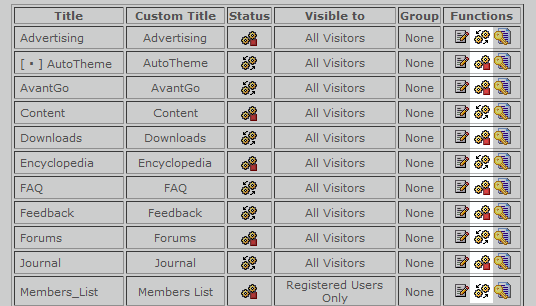 Title Custom Title Status Visible to Group Functions
Advertising Advertising All Visitors None
[ • ] AutoTheme AutoTheme All Visitors None
AvantGo AvantGo All Visitors None
Content Content All Visitors None
Downloads Downloads All Visitors None
Encyclopedia Encyclopedia All Visitors None
FAQ FAQ All Visitors None
Feedback Feedback All Visitors None
Forums Forums All Visitors None
Journal Journal All Visitors None
Members_List Members List Registered Users None
Only